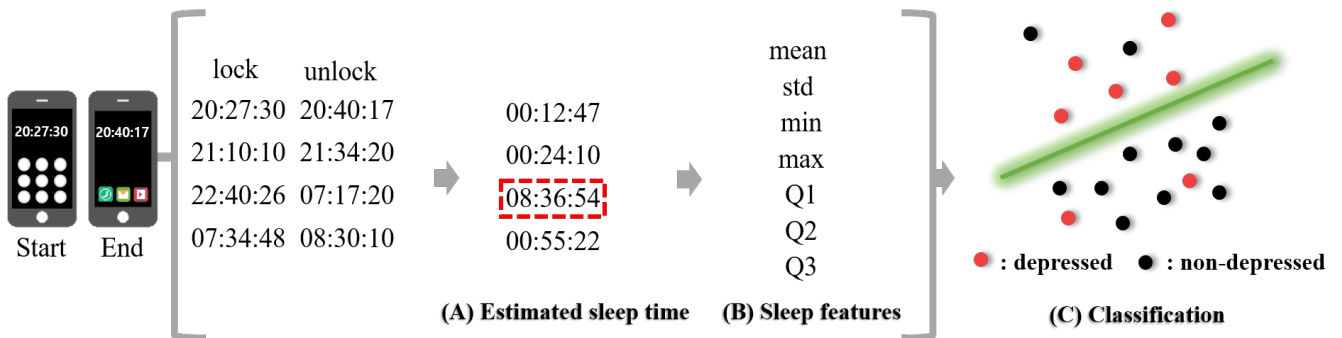 20:27:30
20:40:17
Start
End
lock unlock
20:27:30 20:40:17
21:10:10 21:34:20
22:40:26 07:17:20
07:34:48 08:30:10
00:12:47
00:24:10
08:36:54
00:55:22
(A) Estimated sleep time
mean
std
min
max
Q1
Q2
Q3
(B) Sleep features
: depressed
: non-depressed
(C) Classification